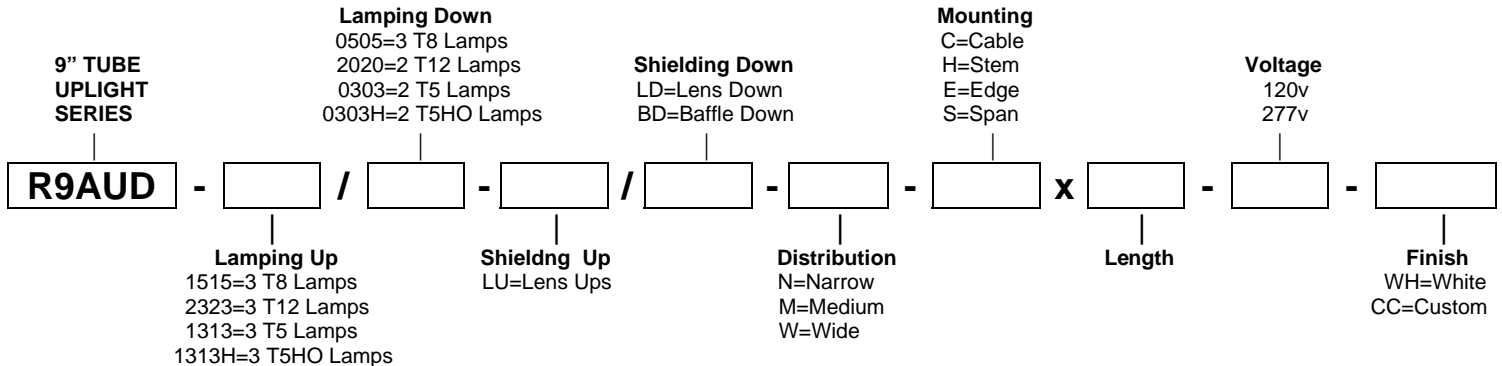 9” TUBE
UPLIGHT
SERIES
Lamping Down
0505=3 T8 Lamps
2020=2 T12 Lamps
0303=2 T5 Lamps
0303H=2 T5HO Lamps
Shielding Down
LD=Lens Down
BD=Baffle Down
Mounting
C=Cable
H=Stem
E=Edge
S=Span
Voltage
120v
277v
R9AUD - / - / - - x - -
Lamping Up
1515=3 T8 Lamps
2323=3 T12 Lamps
1313=3 T5 Lamps
1313H=3 T5HO Lamps
Shieldng Up
LU=Lens Ups
Distribution
N=Narrow
M=Medium
W=Wide
Length
Finish
WH=White
CC=Custom